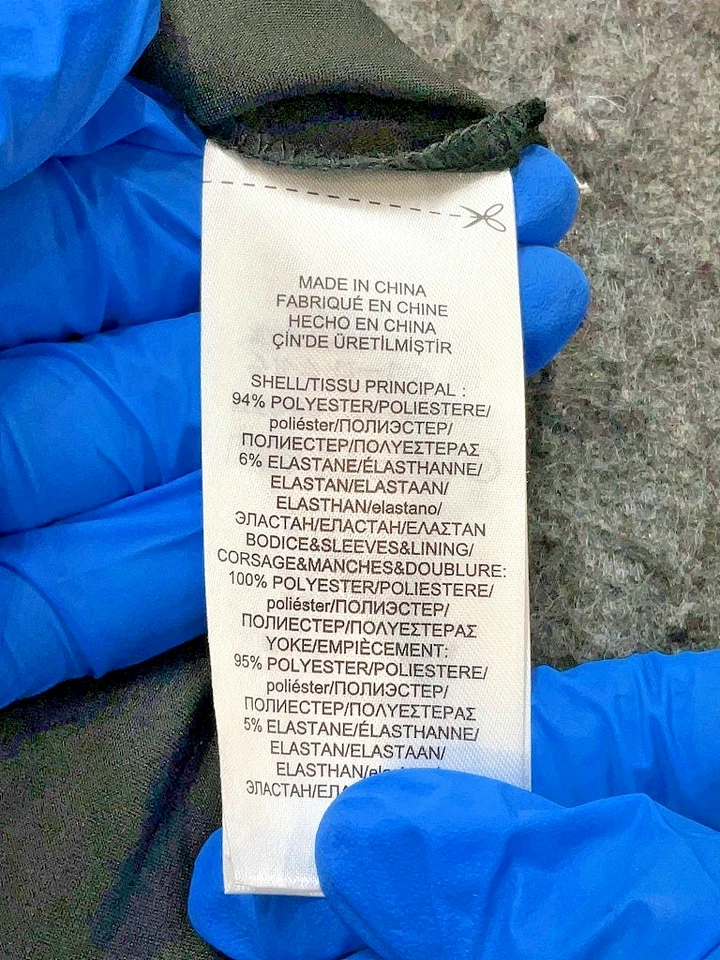 MADE IN CHINA
FABRIQUÉ EN CHINE
HECHO EN CHINA
ÇİN'DE ÜRETİLMİŞTİR
SHELL/TISSU PRINCIPAL :
94% POLYESTER/POLIESTERE/
poliéster/ПОЛИЭСТЕР/
ПОЛИЕСТЕР/ΠΟΛΥΕΣΤΕΡΑΣ
6% ELASTANE/ÉLASTHANNE/
ELASTAN/ELASTAAN/
ELASTHAN/elastano/
ЭЛАСТАН/ЕЛАСТАН/ΕΛΑΣΤΑΝ
BODICE&SLEEVES&LINING/
CORSAGE&MANCHES&DOUBLURE:
100% POLYESTER/POLIESTERE/
poliéster/ПОЛИЭСТЕР/
ПОЛИЕСТЕР/ΠΟΛΥΕΣΤΕΡΑΣ
YOKE/EMPIÈCEMENT:
95% POLYESTER/POLIESTERE/
poliéster/ПОЛИЭСТЕР/
ПОЛИЕСТЕР/ΠΟΛΥΕΣΤΕΡΑΣ
5% ELASTANE/ÉLASTHANNE/
ELASTAN/ELASTAAN/
ELASTHAN/
ЭЛАСТАН/